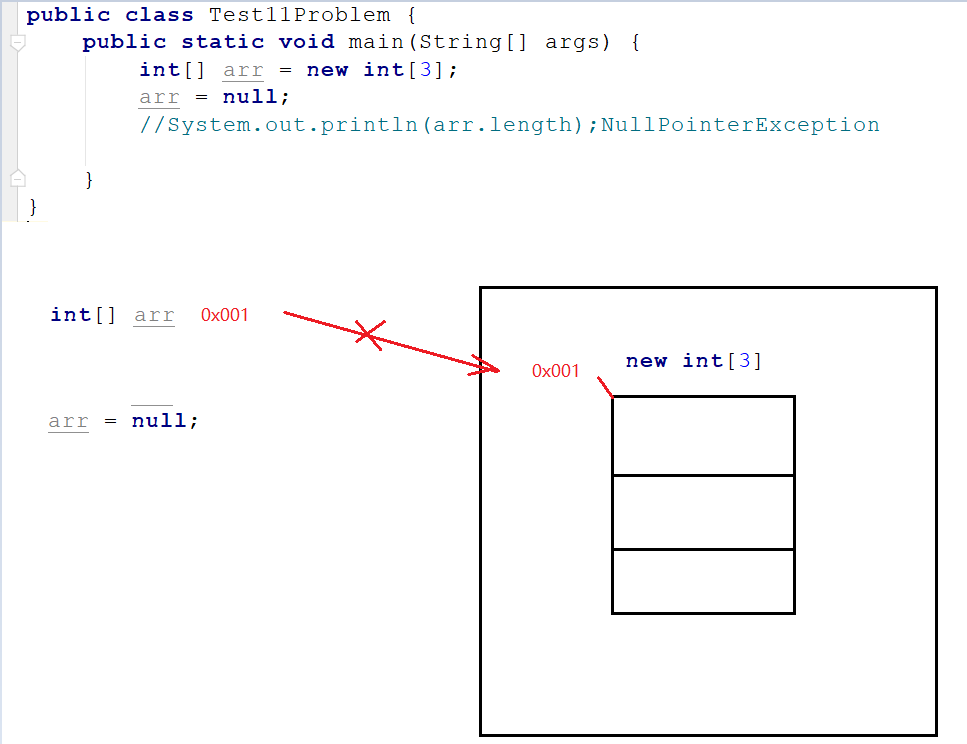 public class Test11Problem {
    public static void main(String[] args) {
        int[] arr = new int[3];
        arr = null;
        //System.out.println(arr.length);NullPointerException
    }
}
int[] arr 0x001
new int[3]
0x001
arr = null;